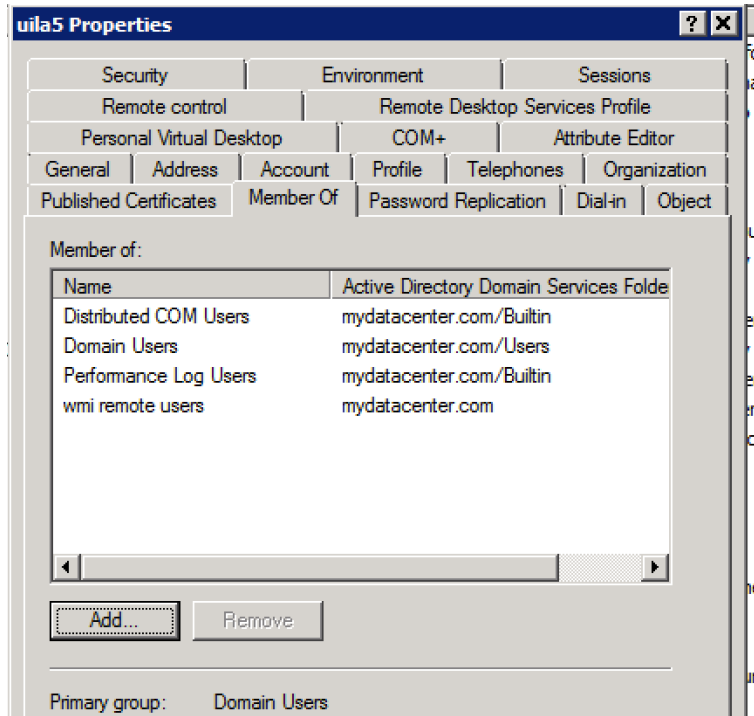 uila5 Properties
Security Environment Sessions
Remote control Remote Desktop Services Profile
Personal Virtual Desktop COM+ Attribute Editor
General Address Account Profile Telephones Organization
Published Certificates Member Of Password Replication Dial-in Object
Member of:
Name Active Directory Domain Services Folde
Distributed COM Users mydatacenter.com/Builtin
Domain Users mydatacenter.com/Users
Performance Log Users mydatacenter.com/Builtin
wmi remote users mydatacenter.com
Add... Remove
Primary group: Domain Users